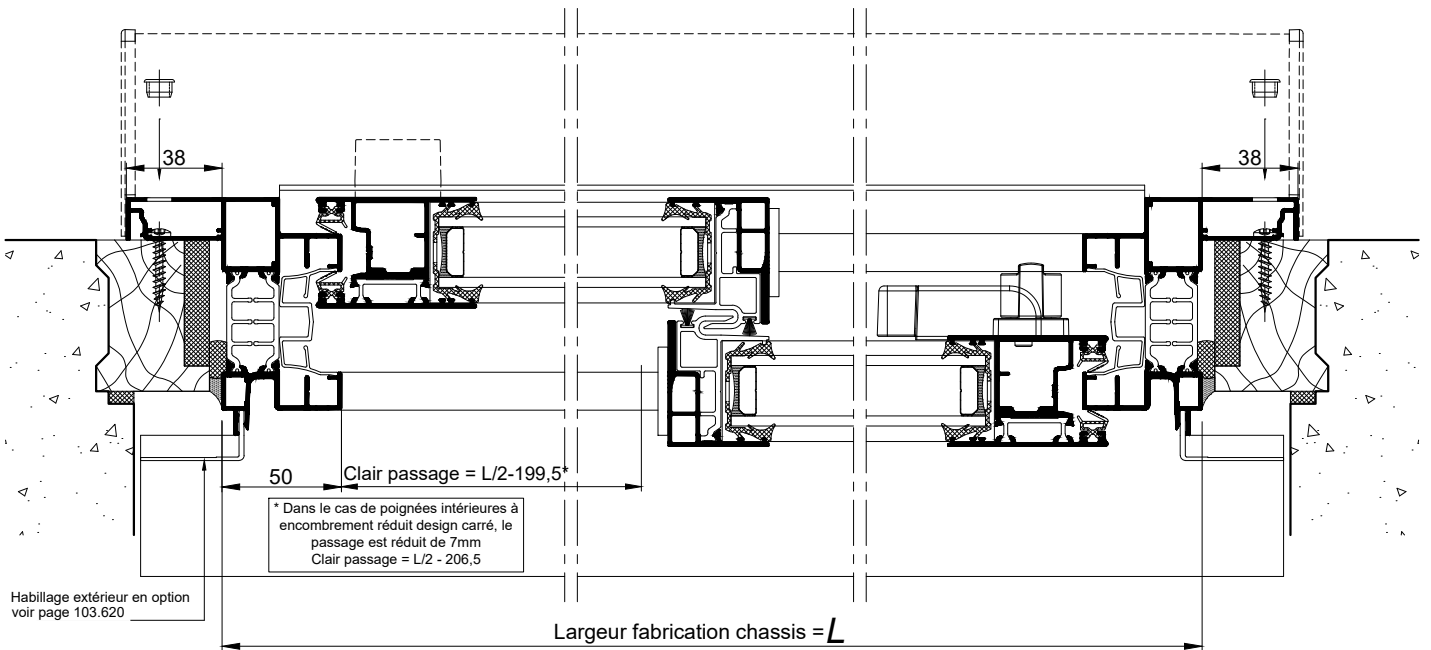 38
38
50
Clair passage = L/2-199,5*
* Dans le cas de poignées intérieures à
encombrement réduit design carré, le
passage est réduit de 7mm
Clair passage = L/2 - 206,5
Habillage extérieur en option
voir page 103.620
Largeur fabrication chassis = L